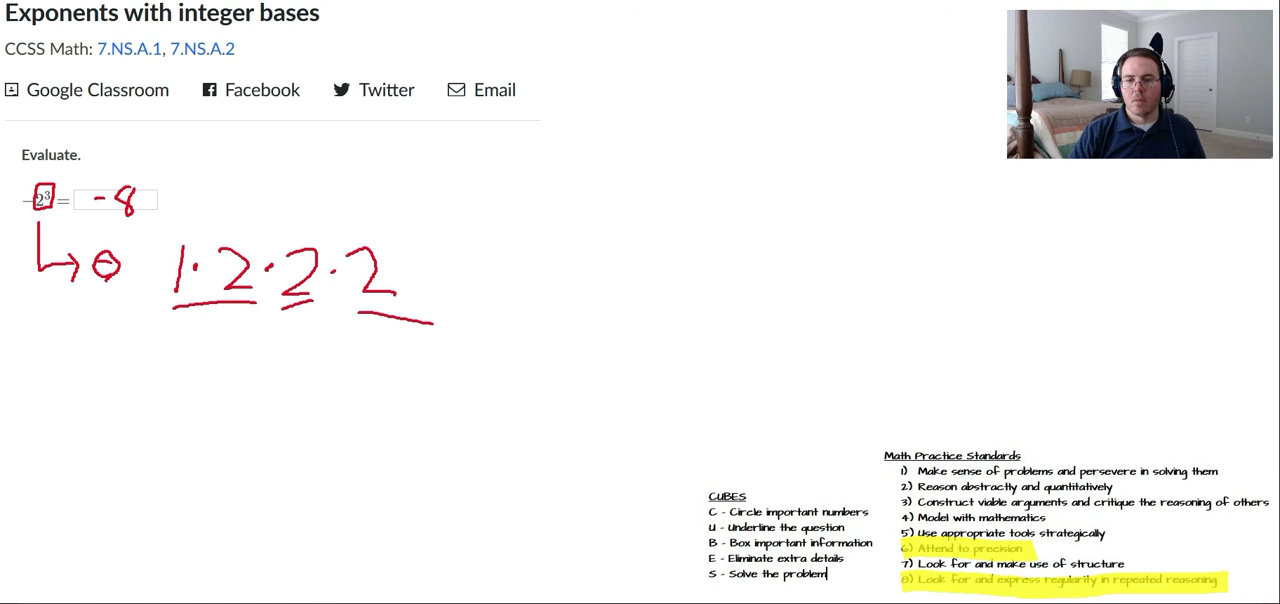 Exponents with integer bases
CCSS Math: 7.NS.A.1, 7.NS.A.2
Google Classroom Facebook Twitter Email
Evaluate.
-2³ = -8
- 1·2·2·2
CUBES
C - Circle important numbers
U - Underline the question
B - Box important information
E - Eliminate extra details
S - Solve the problem
Math Practice Standards
1) Make sense of problems and persevere in solving them
2) Reason abstractly and quantitatively
3) Construct viable arguments and critique the reasoning of others
4) Model with mathematics
5) Use appropriate tools strategically
6) Attend to precision
7) Look for and make use of structure
8) Look for and express regularity in repeated reasoning